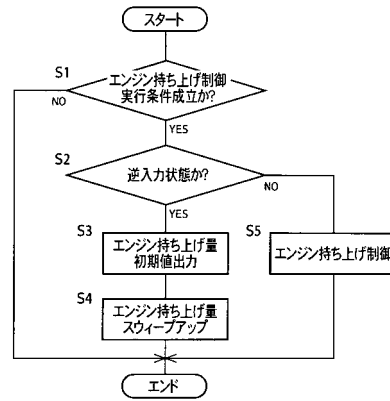 スタート
S1
エンジン持ち上げ制御
実行条件成立か?
NO
YES
S2
逆入力状態か?
NO
YES
S3
エンジン持ち上げ量
初期値出力
S5
エンジン持ち上げ制御
S4
エンジン持ち上げ量
スウィープアップ
エンド